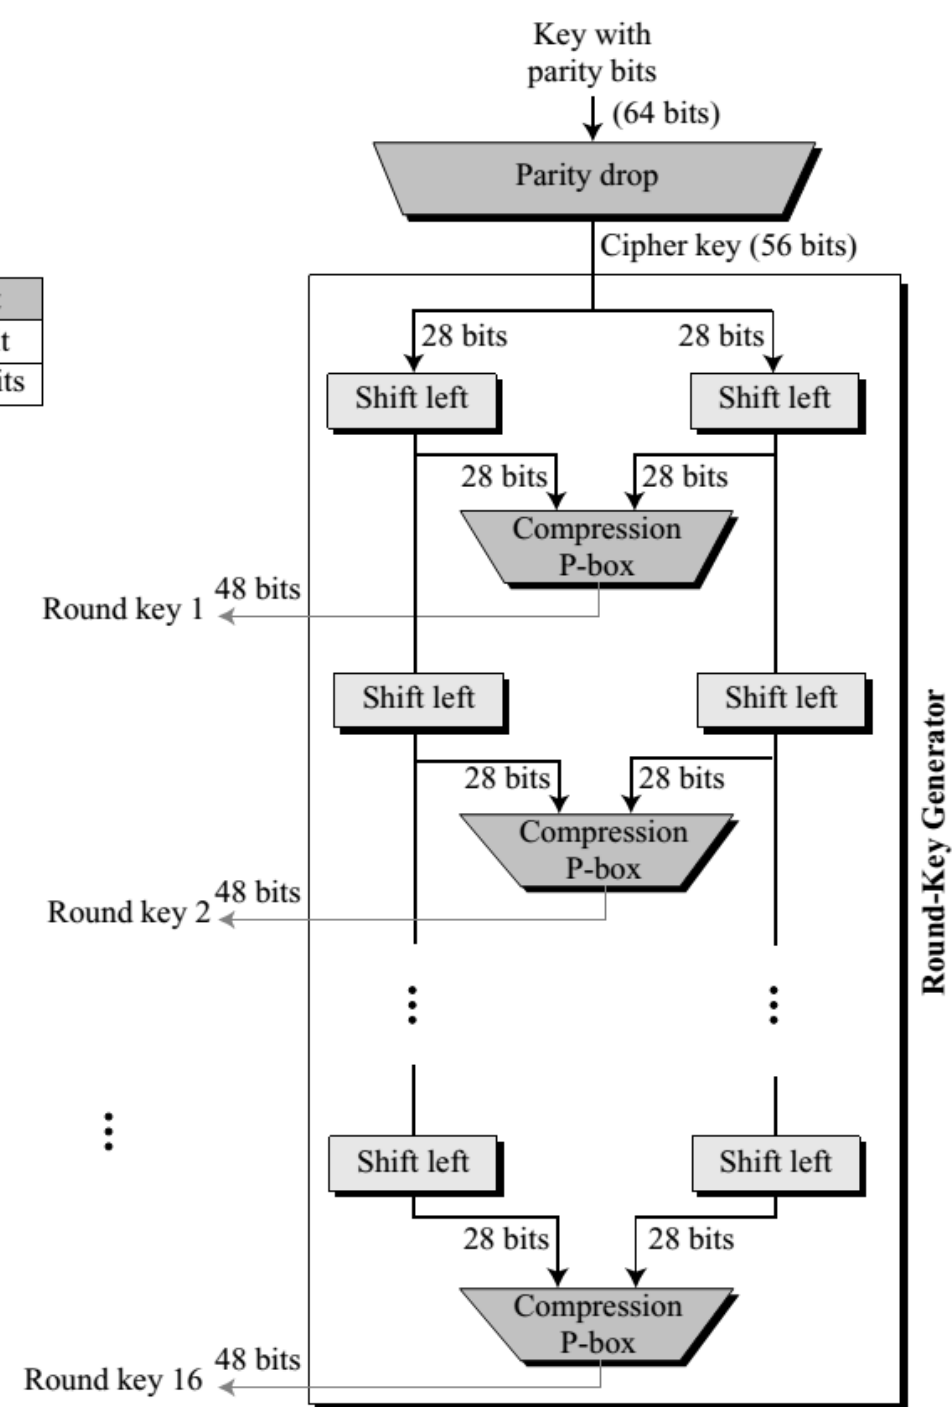 Key with
parity bits
(64 bits)
Parity drop
Cipher key (56 bits)
28 bits
28 bits
Shift left
Shift left
28 bits
28 bits
Compression
P-box
48 bits
Round key 1
Shift left
Shift left
28 bits
28 bits
Compression
P-box
48 bits
Round key 2
Round-Key Generator
Shift left
Shift left
28 bits
28 bits
Compression
P-box
48 bits
Round key 16